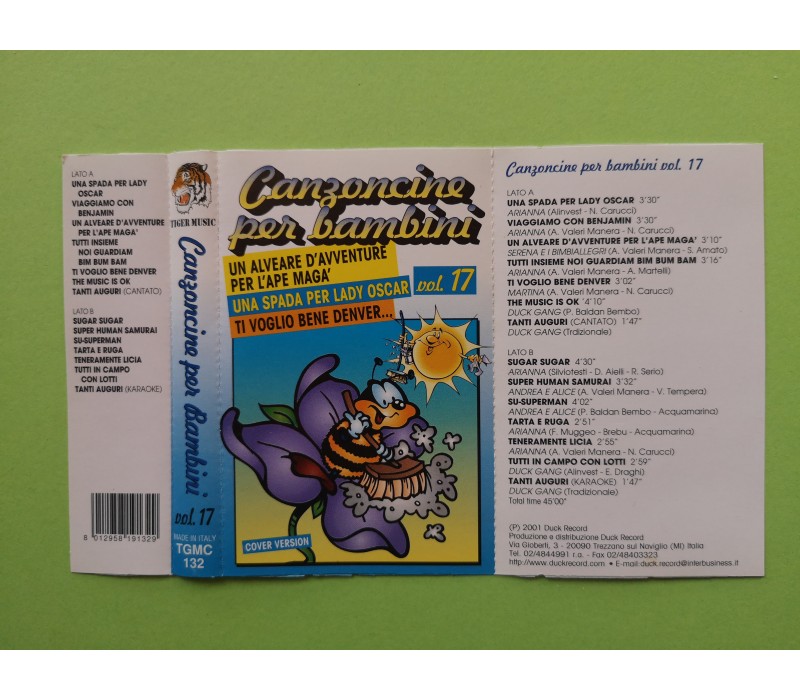 LATO A
UNA SPADA PER LADY
OSCAR
VIAGGIAMO CON
BENJAMIN
UN ALVEARE D'AVVENTURE
PER L'APE MAGA'
TUTTI INSIEME
NOI GUARDIAM
BIM BUM BAM
TI VOGLIO BENE DENVER
THE MUSIC IS OK
TANTI AUGURI (CANTATO)
LATO B
SUGAR SUGAR
SUPER HUMAN SAMURAI
SU-SUPERMAN
TARTA E RUGA
TENERAMENTE LICIA
TUTTI IN CAMPO
CON LOTTI
TANTI AUGURI (KARAOKE)
8 012958 191329
TIGER MUSIC
Canzoncine per Bambini
vol. 17
MADE IN ITALY
TGMC
132
Canzoncine
per bambini
UN ALVEARE D'AVVENTURE
PER L'APE MAGA'
UNA SPADA PER LADY OSCAR
vol. 17
TI VOGLIO BENE DENVER...
COVER VERSION
Canzoncine per bambini vol. 17
LATO A
UNA SPADA PER LADY OSCAR 3'30"
ARIANNA (Alinvest - N. Carucci)
VIAGGIAMO CON BENJAMIN 3'30"
ARIANNA (A. Valeri Manera - N. Carucci)
UN ALVEARE D'AVVENTURE PER L'APE MAGA' 3'10"
SERENA E I BIMBIALLEGRI (A. Valeri Manera - S. Amato)
TUTTI INSIEME NOI GUARDIAM BIM BUM BAM 3'16"
ARIANNA (A. Valeri Manera - A. Martelli)
TI VOGLIO BENE DENVER 3'02"
MARTINA (A. Valeri Manera - N. Carucci)
THE MUSIC IS OK '4'10"
DUCK GANG (P. Baldan Bembo)
TANTI AUGURI (CANTATO) 1'47"
DUCK GANG (Trdizionale)
LATO B
SUGAR SUGAR 4'30"
ARIANNA (Silviotesti - D. Aielli - R. Serio)
SUPER HUMAN SAMURAI 3'32"
ANDREA E ALICE (A. Valeri Manera - V. Tempera)
SU-SUPERMAN 4'02"
ANDREA E ALICE (P. Baldan Bembo - Acquamarina)
TARTA E RUGA 2'51"
ARIANNA (F. Muggeo - Brebu - Acquamarina)
TENERAMENTE LICIA 2'55"
ARIANNA (A. Valeri Manera - N. Carucci)
TUTTI IN CAMPO CON LOTTI 2'59"
DUCK GANG (Alinvest - E. Draghi)
TANTI AUGURI (KARAOKE) 1'47"
DUCK GANG (Tradizionale)
Total time 45'00"
(P) 2001 Duck Record
Produzione e distribuzione Duck Record
Via Gioberti, 3 - 20090 Trezzano sul Naviglio (MI) Italia
Tel. 02/4844991 r.a. - Fax 02/48403323
http://www.duckrecord.com • E-mail:duck.record@interbusiness.it